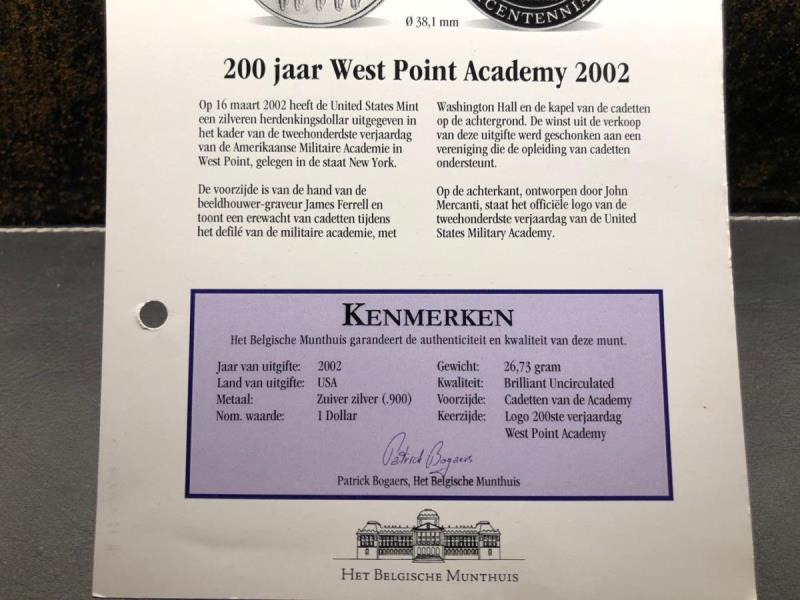 Ø 38,1 mm
CENTENNIA
200 jaar West Point Academy 2002
Op 16 maart 2002 heeft de United States Mint
een zilveren herdenkingsdollar uitgegeven in
het kader van de tweehonderdste verjaardag
van de Amerikaanse Militaire Academie in
West Point, gelegen in de staat New York.
De voorzijde is van de hand van de
beeldhouwer-graveur James Ferrell en
toont een erewacht van cadetten tijdens
het defilé van de militaire academie, met
Washington Hall en de kapel van de cadetten
op de achtergrond. De winst uit de verkoop
van deze uitgifte werd geschonken aan een
vereniging die de opleiding van cadetten
ondersteunt.
Op de achterkant, ontworpen door John
Mercanti, staat het officiële logo van de
tweehonderdste verjaardag van de United
States Military Academy.
KENMERKEN
Het Belgische Munthuis garandeert de authenticiteit en kwaliteit van deze munt.
Jaar van uitgifte: 2002
Land van uitgifte: USA
Metaal: Zuiver zilver (.900)
Nom. waarde: 1 Dollar
Gewicht: 26,73 gram
Kwaliteit: Brilliant Uncirculated
Voorzijde: Cadetten van de Academy
Keerzijde: Logo 200ste verjaardag
West Point Academy
Patrick Bogaers
Patrick Bogaers, Het Belgische Munthuis
HET BELGISCHE MUNTHUIS